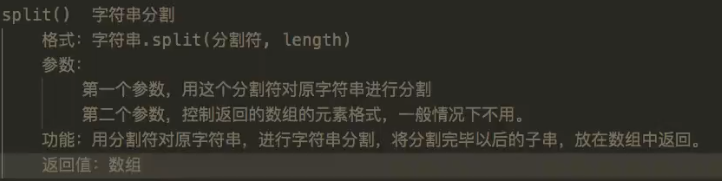 split()  字符串分割
格式：字符串.split(分割符, length)
参数：
第一个参数，用这个分割符对原字符串进行分割
第二个参数，控制返回的数组的元素格式，一般情况下不用。
功能：用分割符对原字符串，进行字符串分割，将分割完毕以后的子串，放在数组中返回。
返回值：数组